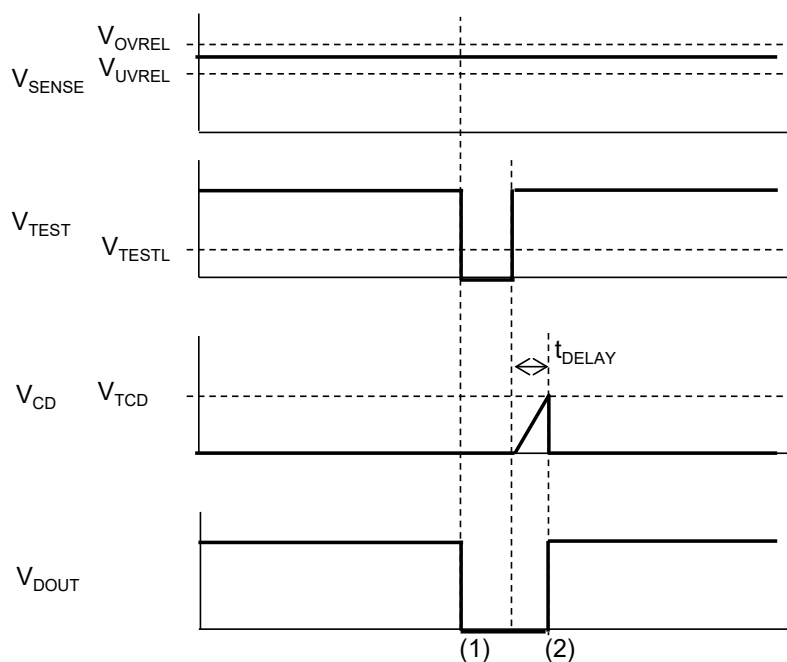 VOVREL
VUVREL
VSENSE
VTEST
VTESTL
tDELAY
VCD
VTCD
VDOUT
(1)
(2)